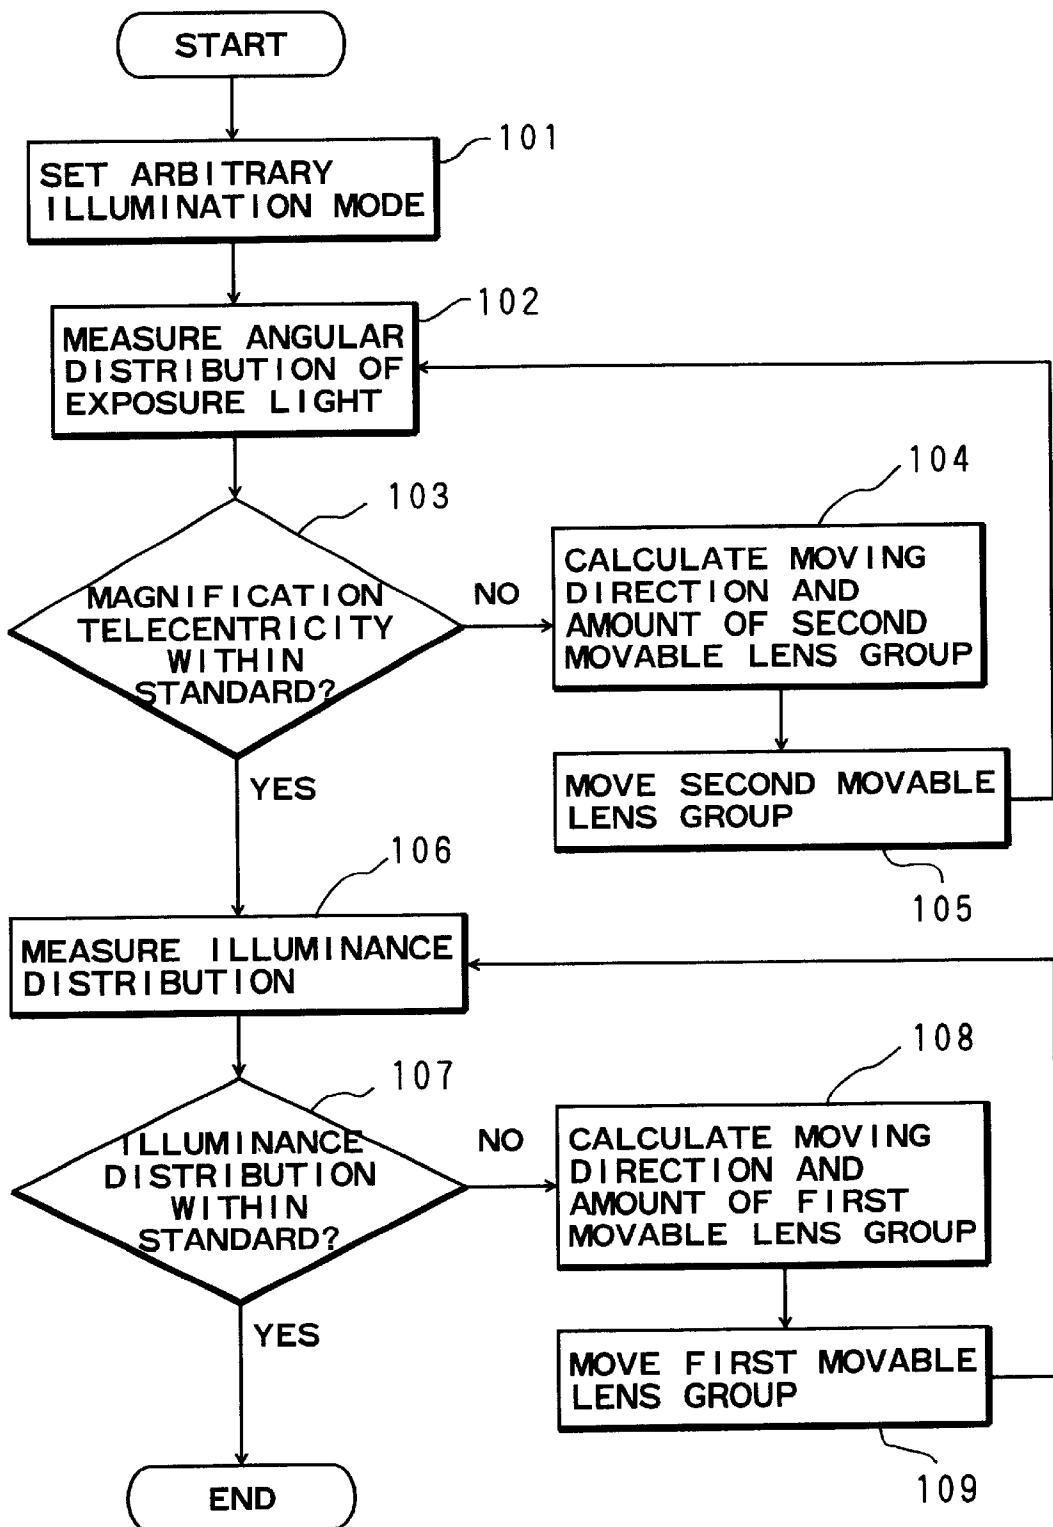 START
101
SET ARBITRARY
ILLUMINATION MODE
102
MEASURE ANGULAR
DISTRIBUTION OF
EXPOSURE LIGHT
103
MAGNIFICATION
TELECENTRICITY
WITHIN
STANDARD?
NO
YES
104
CALCULATE MOVING
DIRECTION AND
AMOUNT OF SECOND
MOVABLE LENS GROUP
MOVE SECOND MOVABLE
LENS GROUP
105
106
MEASURE ILLUMINANCE
DISTRIBUTION
107
ILLUMINANCE
DISTRIBUTION
WITHIN
STANDARD?
NO
YES
108
CALCULATE MOVING
DIRECTION AND
AMOUNT OF FIRST
MOVABLE LENS GROUP
MOVE FIRST MOVABLE
LENS GROUP
109
END